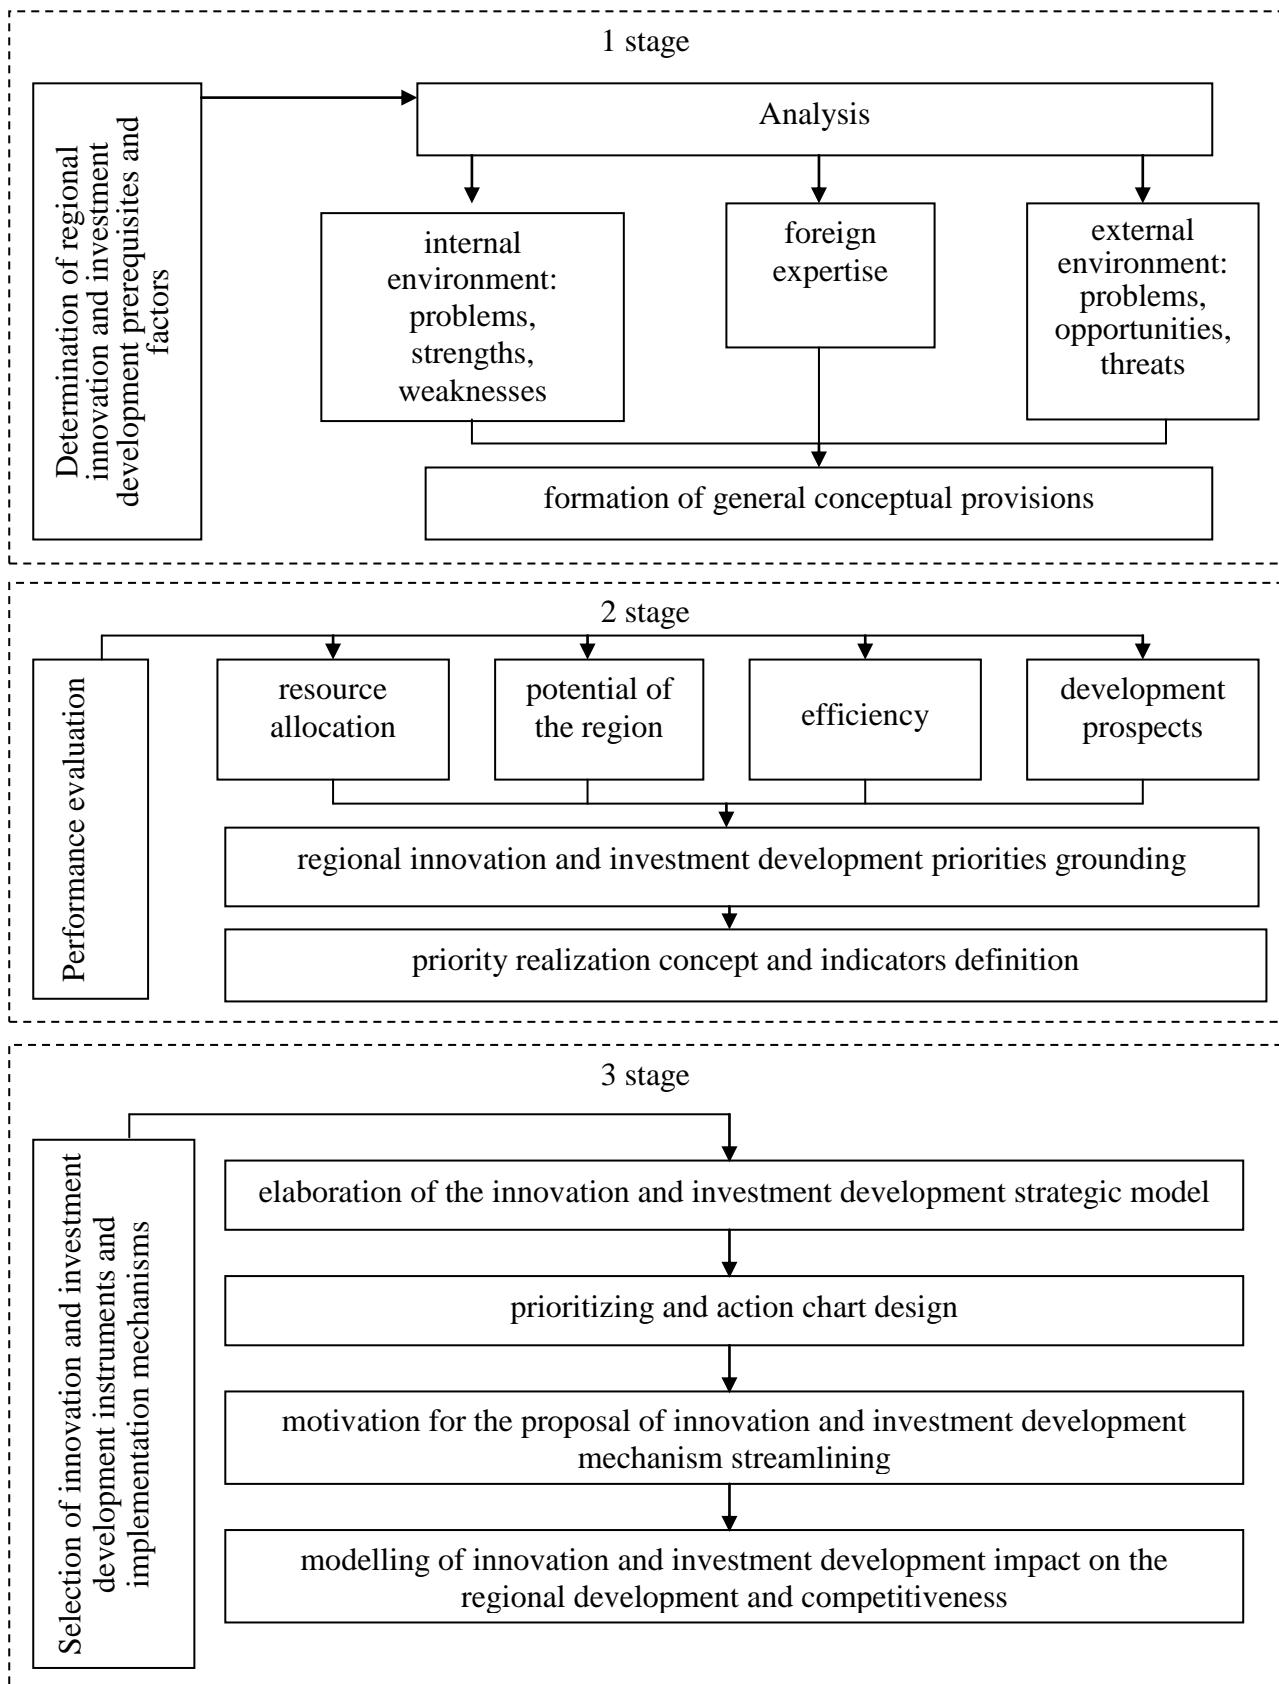 1 stage
Determination of regional
innovation and investment
development prerequisites and
factors
Analysis
internal
environment:
problems,
strengths,
weaknesses
foreign
expertise
external
environment:
problems,
opportunities,
threats
formation of general conceptual provisions
2 stage
Performance evaluation
resource
allocation
potential of
the region
efficiency
development
prospects
regional innovation and investment development priorities grounding
priority realization concept and indicators definition
3 stage
Selection of innovation and investment
development instruments and
implementation mechanisms
elaboration of the innovation and investment development strategic model
prioritizing and action chart design
motivation for the proposal of innovation and investment development
mechanism streamlining
modelling of innovation and investment development impact on the
regional development and competitiveness